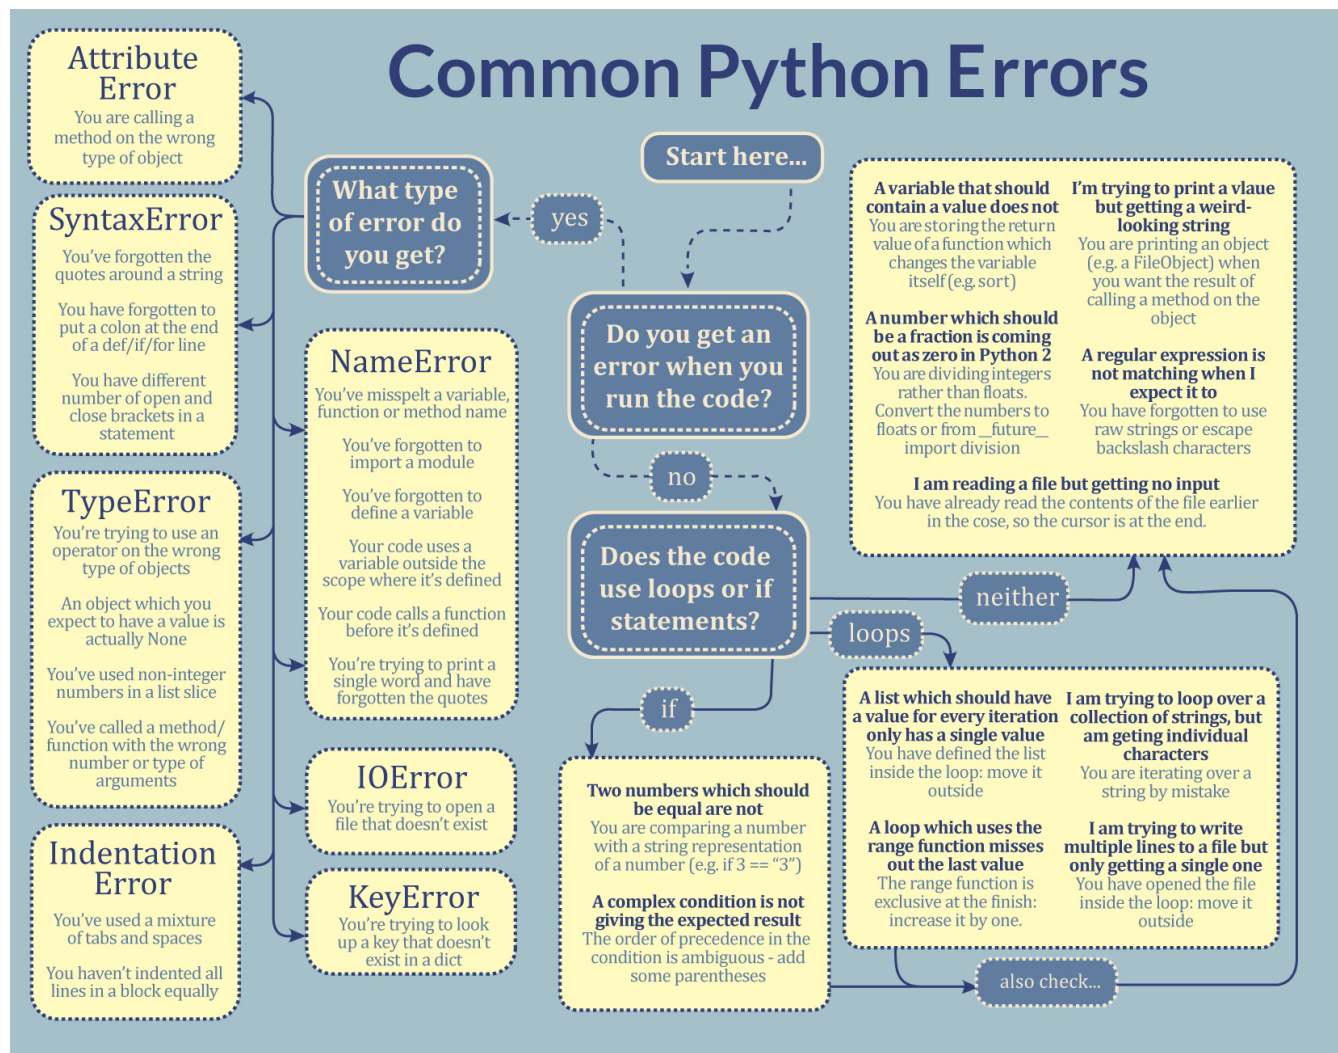 Common Python Errors
Attribute
Error
You are calling a
method on the wrong
type of object
SyntaxError
You've forgotten the
quotes around a string
You have forgotten to
put a colon at the end
of a def/if/for line
You have different
number of open and
close brackets in a
statement
TypeError
You're trying to use an
operator on the wrong
type of objects
An object which you
expect to have a value is
actually None
You've used non-integer
numbers in a list slice
You've called a method/
function with the wrong
number or type of
arguments
Indentation
Error
You've used a mixture
of tabs and spaces
You haven't indented all
lines in a block equally
What type
of error do
you get?
NameError
You've misspelt a variable,
function or method name
You've forgotten to
import a module
You've forgotten to
define a variable
Your code uses a
variable outside the
scope where it's defined
Your code calls a function
before it's defined
You're trying to print a
single word and have
forgotten the quotes
IOError
You're trying to open a
file that doesn't exist
KeyError
You're trying to look
up a key that doesn't
exist in a dict
Start here...
yes
Do you get an
error when you
run the code?
no
Does the code
use loops or if
statements?
neither
loops
if
Two numbers which should
be equal are not
You are comparing a number
with a string representation
of a number (e.g. if 3 == “3”)
A complex condition is not
giving the expected result
The order of precedence in the
condition is ambiguous - add
some parentheses
A variable that should
contain a value does not
You are storing the return
value of a function which
changes the variable
itself (e.g. sort)
A number which should
be a fraction is coming
out as zero in Python 2
You are dividing integers
rather than floats.
Convert the numbers to
floats or from __future__
import division
I'm trying to print a vlaue
but getting a weird-
looking string
You are printing an object
(e.g. a FileObject) when
you want the result of
calling a method on the
object
A regular expression is
not matching when I
expect it to
You have forgotten to use
raw strings or escape
backslash characters
I am reading a file but getting no input
You have already read the contents of the file earlier
in the cose, so the cursor is at the end.
A list which should have
a value for every iteration
only has a single value
You have defined the list
inside the loop: move it
outside
A loop which uses the
range function misses
out the last value
The range function is
exclusive at the finish:
increase it by one.
I am trying to loop over a
collection of strings, but
am geting individual
characters
You are iterating over a
string by mistake
I am trying to write
multiple lines to a file but
only getting a single one
You have opened the file
inside the loop: move it
outside
also check...